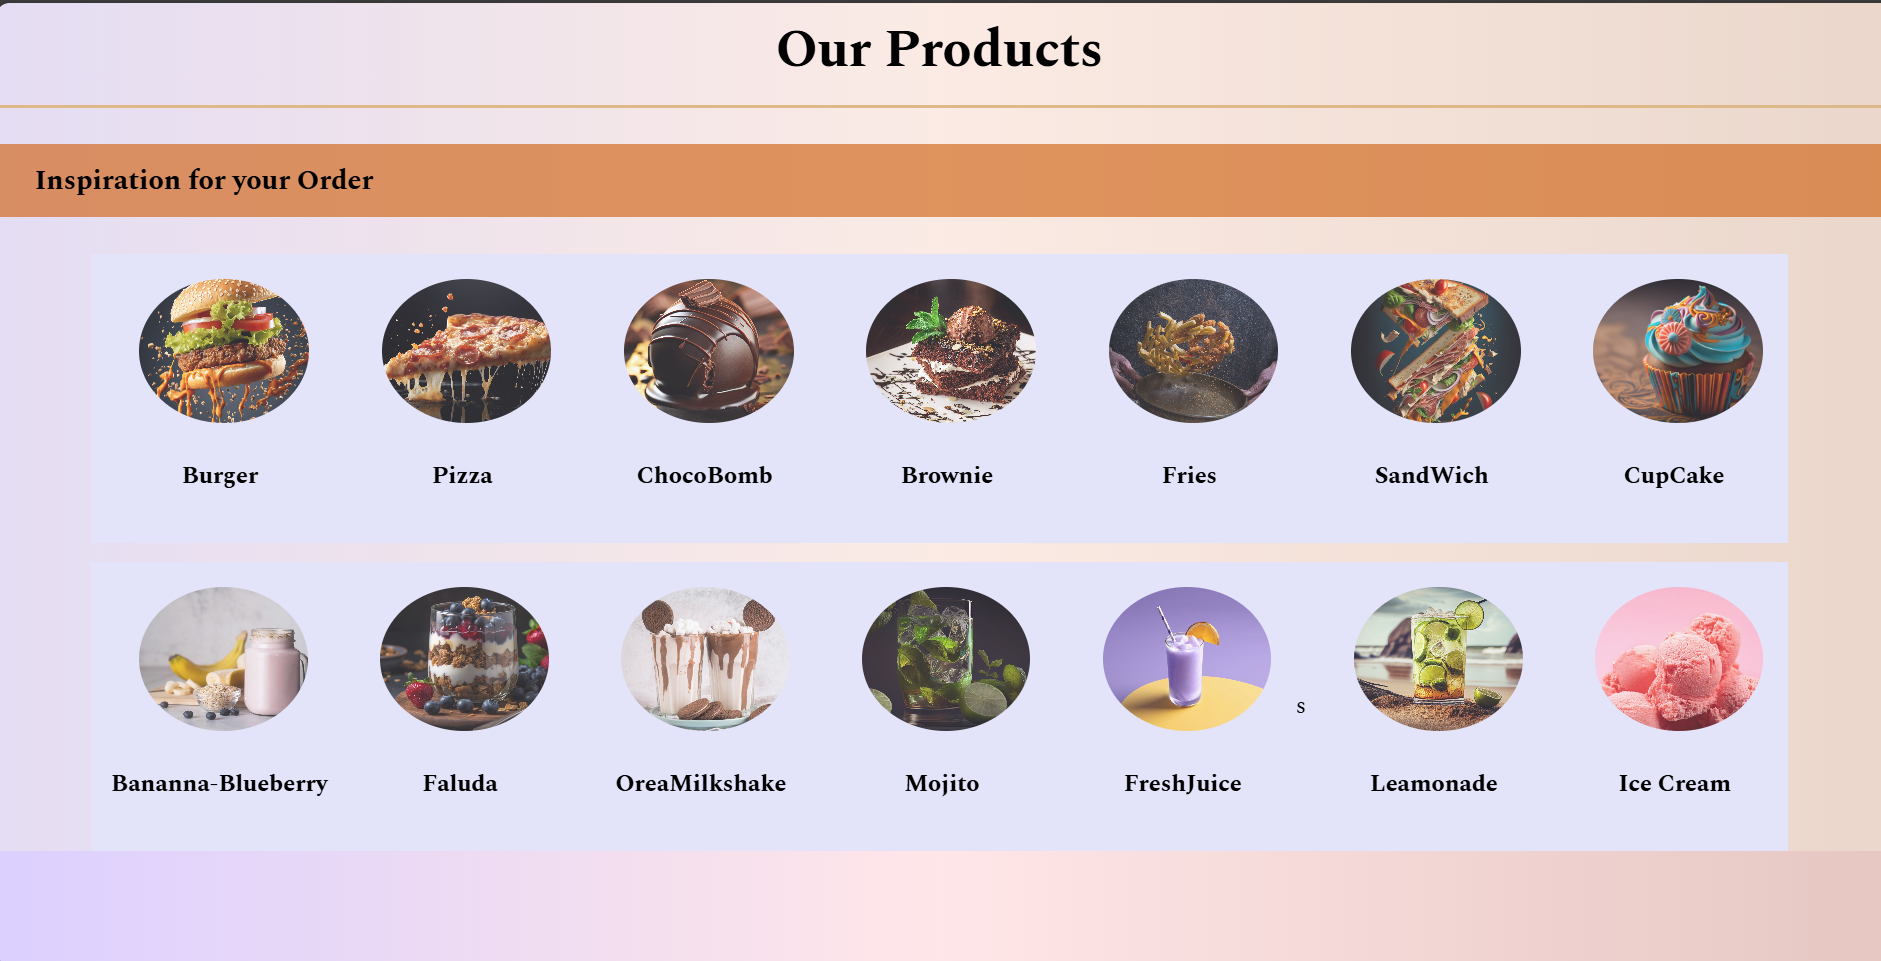 Our Products
Inspiration for your Order
Burger Pizza ChocoBomb Brownie Fries SandWich CupCake
s
Bananna-Blueberry Faluda OreaMilkshake Mojito FreshJuice Leamonade Ice Cream